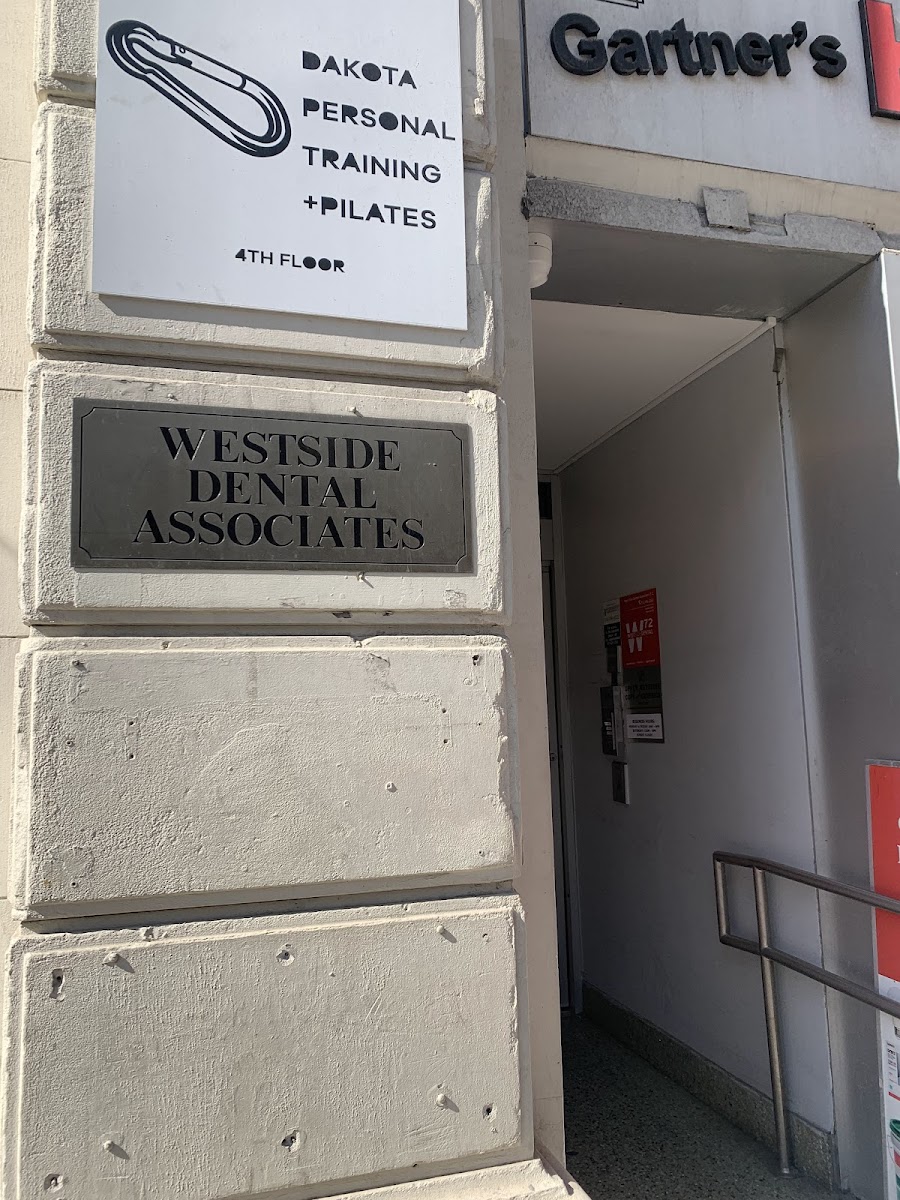 DAKOTA
PERSONAL
TRAINING
+PILATES
4TH FLOOR
Gartner's
WESTSIDE
DENTAL
ASSOCIATES
W72